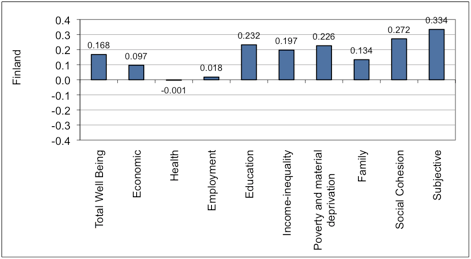 Finland
0.4
0.3
0.2
0.1
0.0
-0.1
-0.2
-0.3
-0.4
0.168
0.097
-0.001
0.018
0.232
0.197
0.226
0.134
0.272
0.334
Total Well Being
Economic
Health
Employment
Education
Income-inequality
Poverty and material
deprivation
Family
Social Cohesion
Subjective